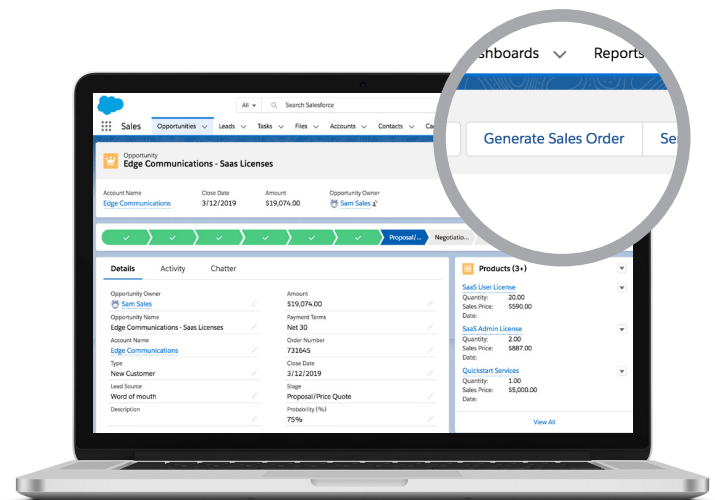 shboards
Reports
All
Search Salesforce
Sales
Opportunities
Leads
Tasks
Files
Accounts
Contacts
Ca
Generate Sales Order
Se
Opportunity
Edge Communications - Saas Licenses
Account Name
Close Date
Amount
Opportunity Owner
Edge Communications
3/12/2019
$19,074.00
Sam Sales
Proposal/...
Negotiatio...
Details
Activity
Chatter
Opportunity Owner
Sam Sales
Opportunity Name
Edge Communications - Saas Licenses
Account Name
Edge Communications
Type
New Customer
Lead Source
Word of mouth
Description
Amount
$19,074.00
Payment Terms
Net 30
Order Number
731645
Close Date
3/12/2019
Stage
Proposal/Price Quote
Probability (%)
75%
Products (3+)
SaaS User License
Quantity: 20.00
Sales Price: $590.00
Date:
SaaS Admin License
Quantity: 2.00
Sales Price: $887.00
Date:
Quickstart Services
Quantity: 1.00
Sales Price: $5,000.00
Date:
View All